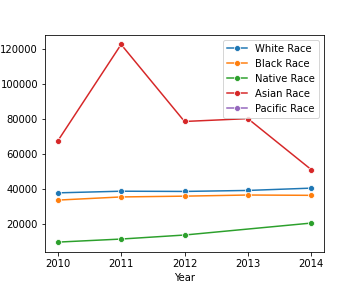 120000
100000
80000
60000
40000
20000
White Race
Black Race
Native Race
Asian Race
Pacific Race
2010 2011 2012 2013 2014
Year